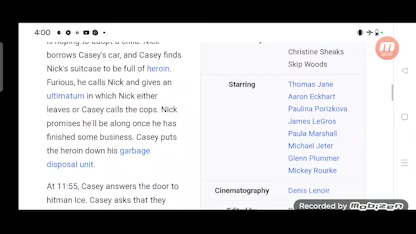 4:00
is hoping to adopt a child. Nick
borrows Casey's car, and Casey finds
Nick's suitcase to be full of heroin.
Furious, he calls Nick and gives an
ultimatum in which Nick either
leaves or Casey calls the cops. Nick
promises he'll be along once he has
finished some business. Casey puts
the heroin down his garbage
disposal unit.
At 11:55, Casey answers the door to
hitman Ice. Casey asks that they
Christine Sheaks
Skip Woods
Starring
Thomas Jane
Aaron Eckhart
Paulina Porizkova
James LeGros
Paula Marshall
Michael Jeter
Glenn Plummer
Mickey Rourke
Cinematography
Denis Lenoir
Recorded by Mobizen